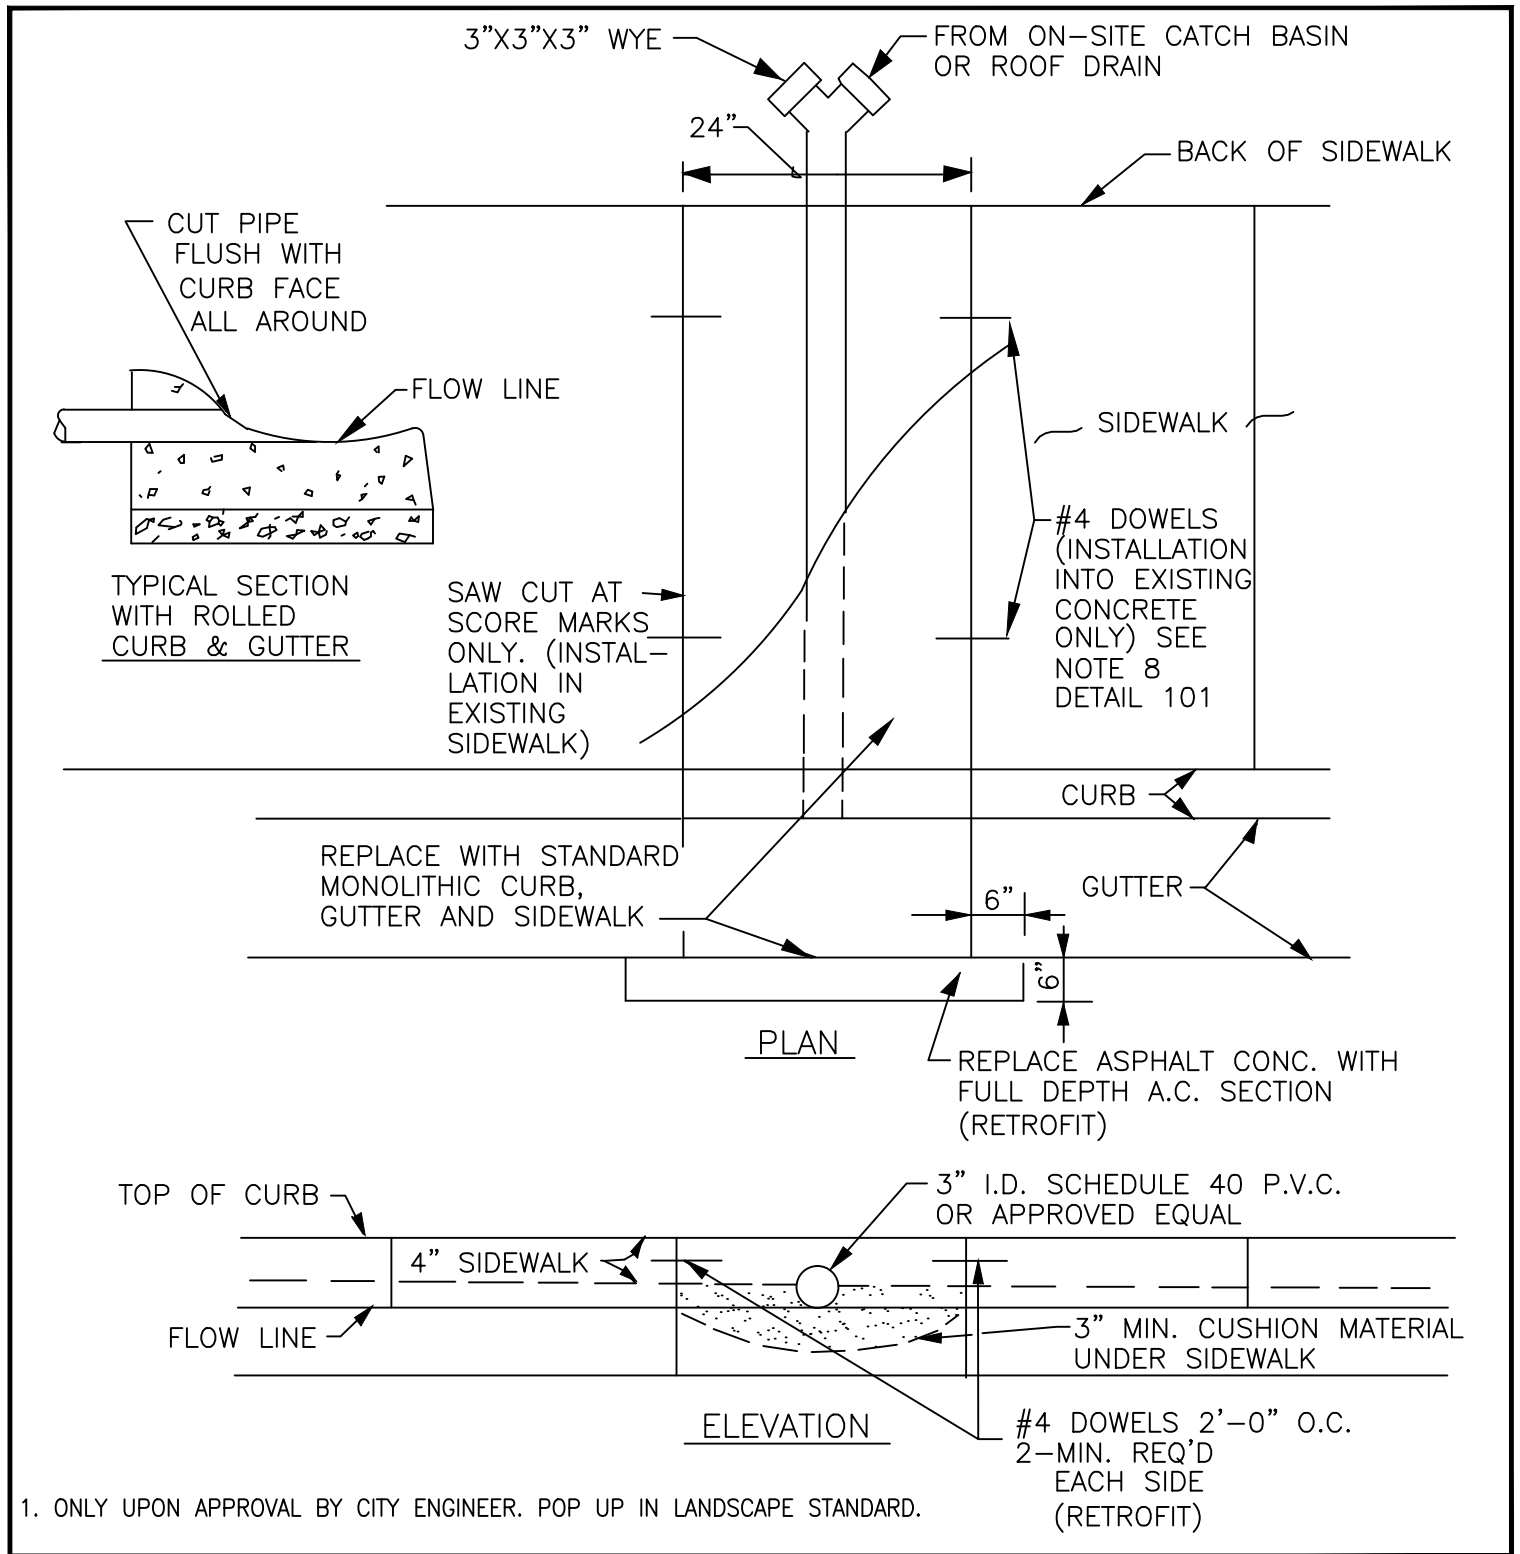 3"X3"X3" WYE
FROM ON-SITE CATCH BASIN
OR ROOF DRAIN
24"
BACK OF SIDEWALK
CUT PIPE
FLUSH WITH
CURB FACE
ALL AROUND
FLOW LINE
SIDEWALK
#4 DOWELS
(INSTALLATION
INTO EXISTING
CONCRETE
ONLY) SEE
NOTE 8
DETAIL 101
TYPICAL SECTION
WITH ROLLED
CURB & GUTTER
SAW CUT AT
SCORE MARKS
ONLY. (INSTAL-
LATION IN
EXISTING
SIDEWALK)
CURB
REPLACE WITH STANDARD
MONOLITHIC CURB,
GUTTER AND SIDEWALK
GUTTER
6"
6"
PLAN
REPLACE ASPHALT CONC. WITH
FULL DEPTH A.C. SECTION
(RETROFIT)
TOP OF CURB
3" I.D. SCHEDULE 40 P.V.C.
OR APPROVED EQUAL
4" SIDEWALK
FLOW LINE
3" MIN. CUSHION MATERIAL
UNDER SIDEWALK
ELEVATION
#4 DOWELS 2'-0" O.C.
2-MIN. REQ'D
EACH SIDE
(RETROFIT)
1. ONLY UPON APPROVAL BY CITY ENGINEER. POP UP IN LANDSCAPE STANDARD.